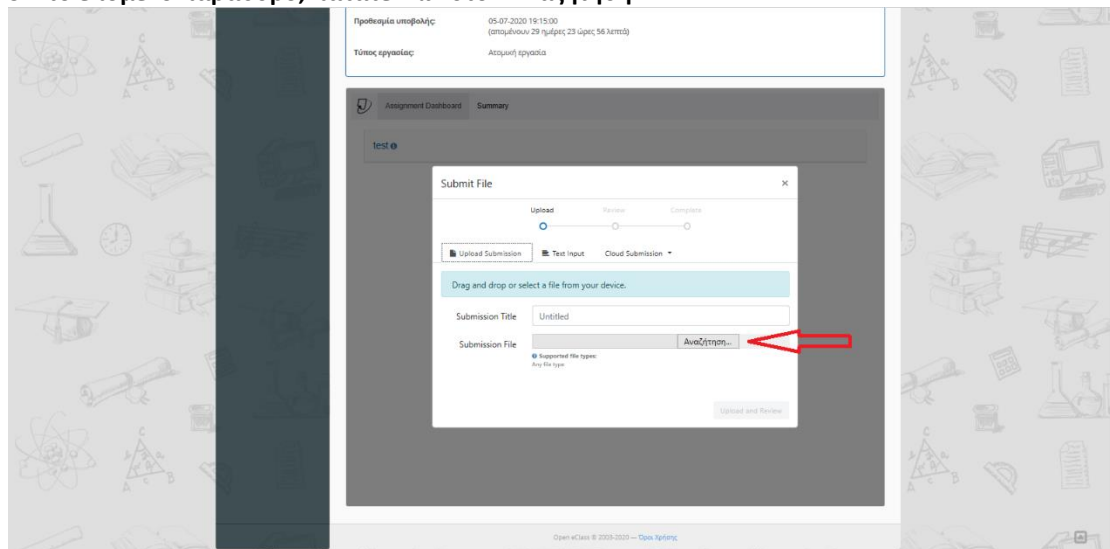 Προθεσμία υποβολής: 05-07-2020 19:15:00
(απομένουν 29 ημέρες 23 ώρες 56 λεπτά)
Τύπος εργασίας: Ατομική εργασία
Assignment Dashboard Summary
test
Submit File ×
Upload Review Complete
Upload Submission Text Input Cloud Submission
Drag and drop or select a file from your device.
Submission Title Untitled
Submission File Αναζήτηση...
Supported file types:
Any file type
Upload and Review
Open eClass © 2003-2020 — Όροι Χρήσης